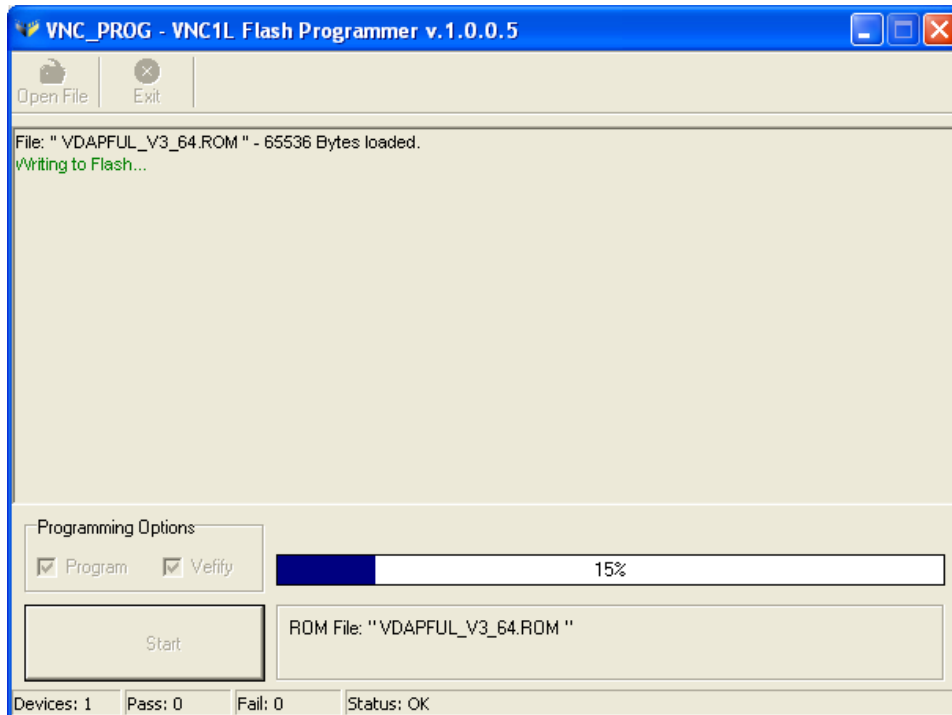 VNC_PROG - VNC1L Flash Programmer v.1.0.0.5
Open File Exit
File: " VDAPFUL_V3_64.ROM " - 65536 Bytes loaded.
Writing to Flash...
Programming Options
Program Vefify
15%
Start
ROM File: " VDAPFUL_V3_64.ROM "
Devices: 1 Pass: 0 Fail: 0 Status: OK